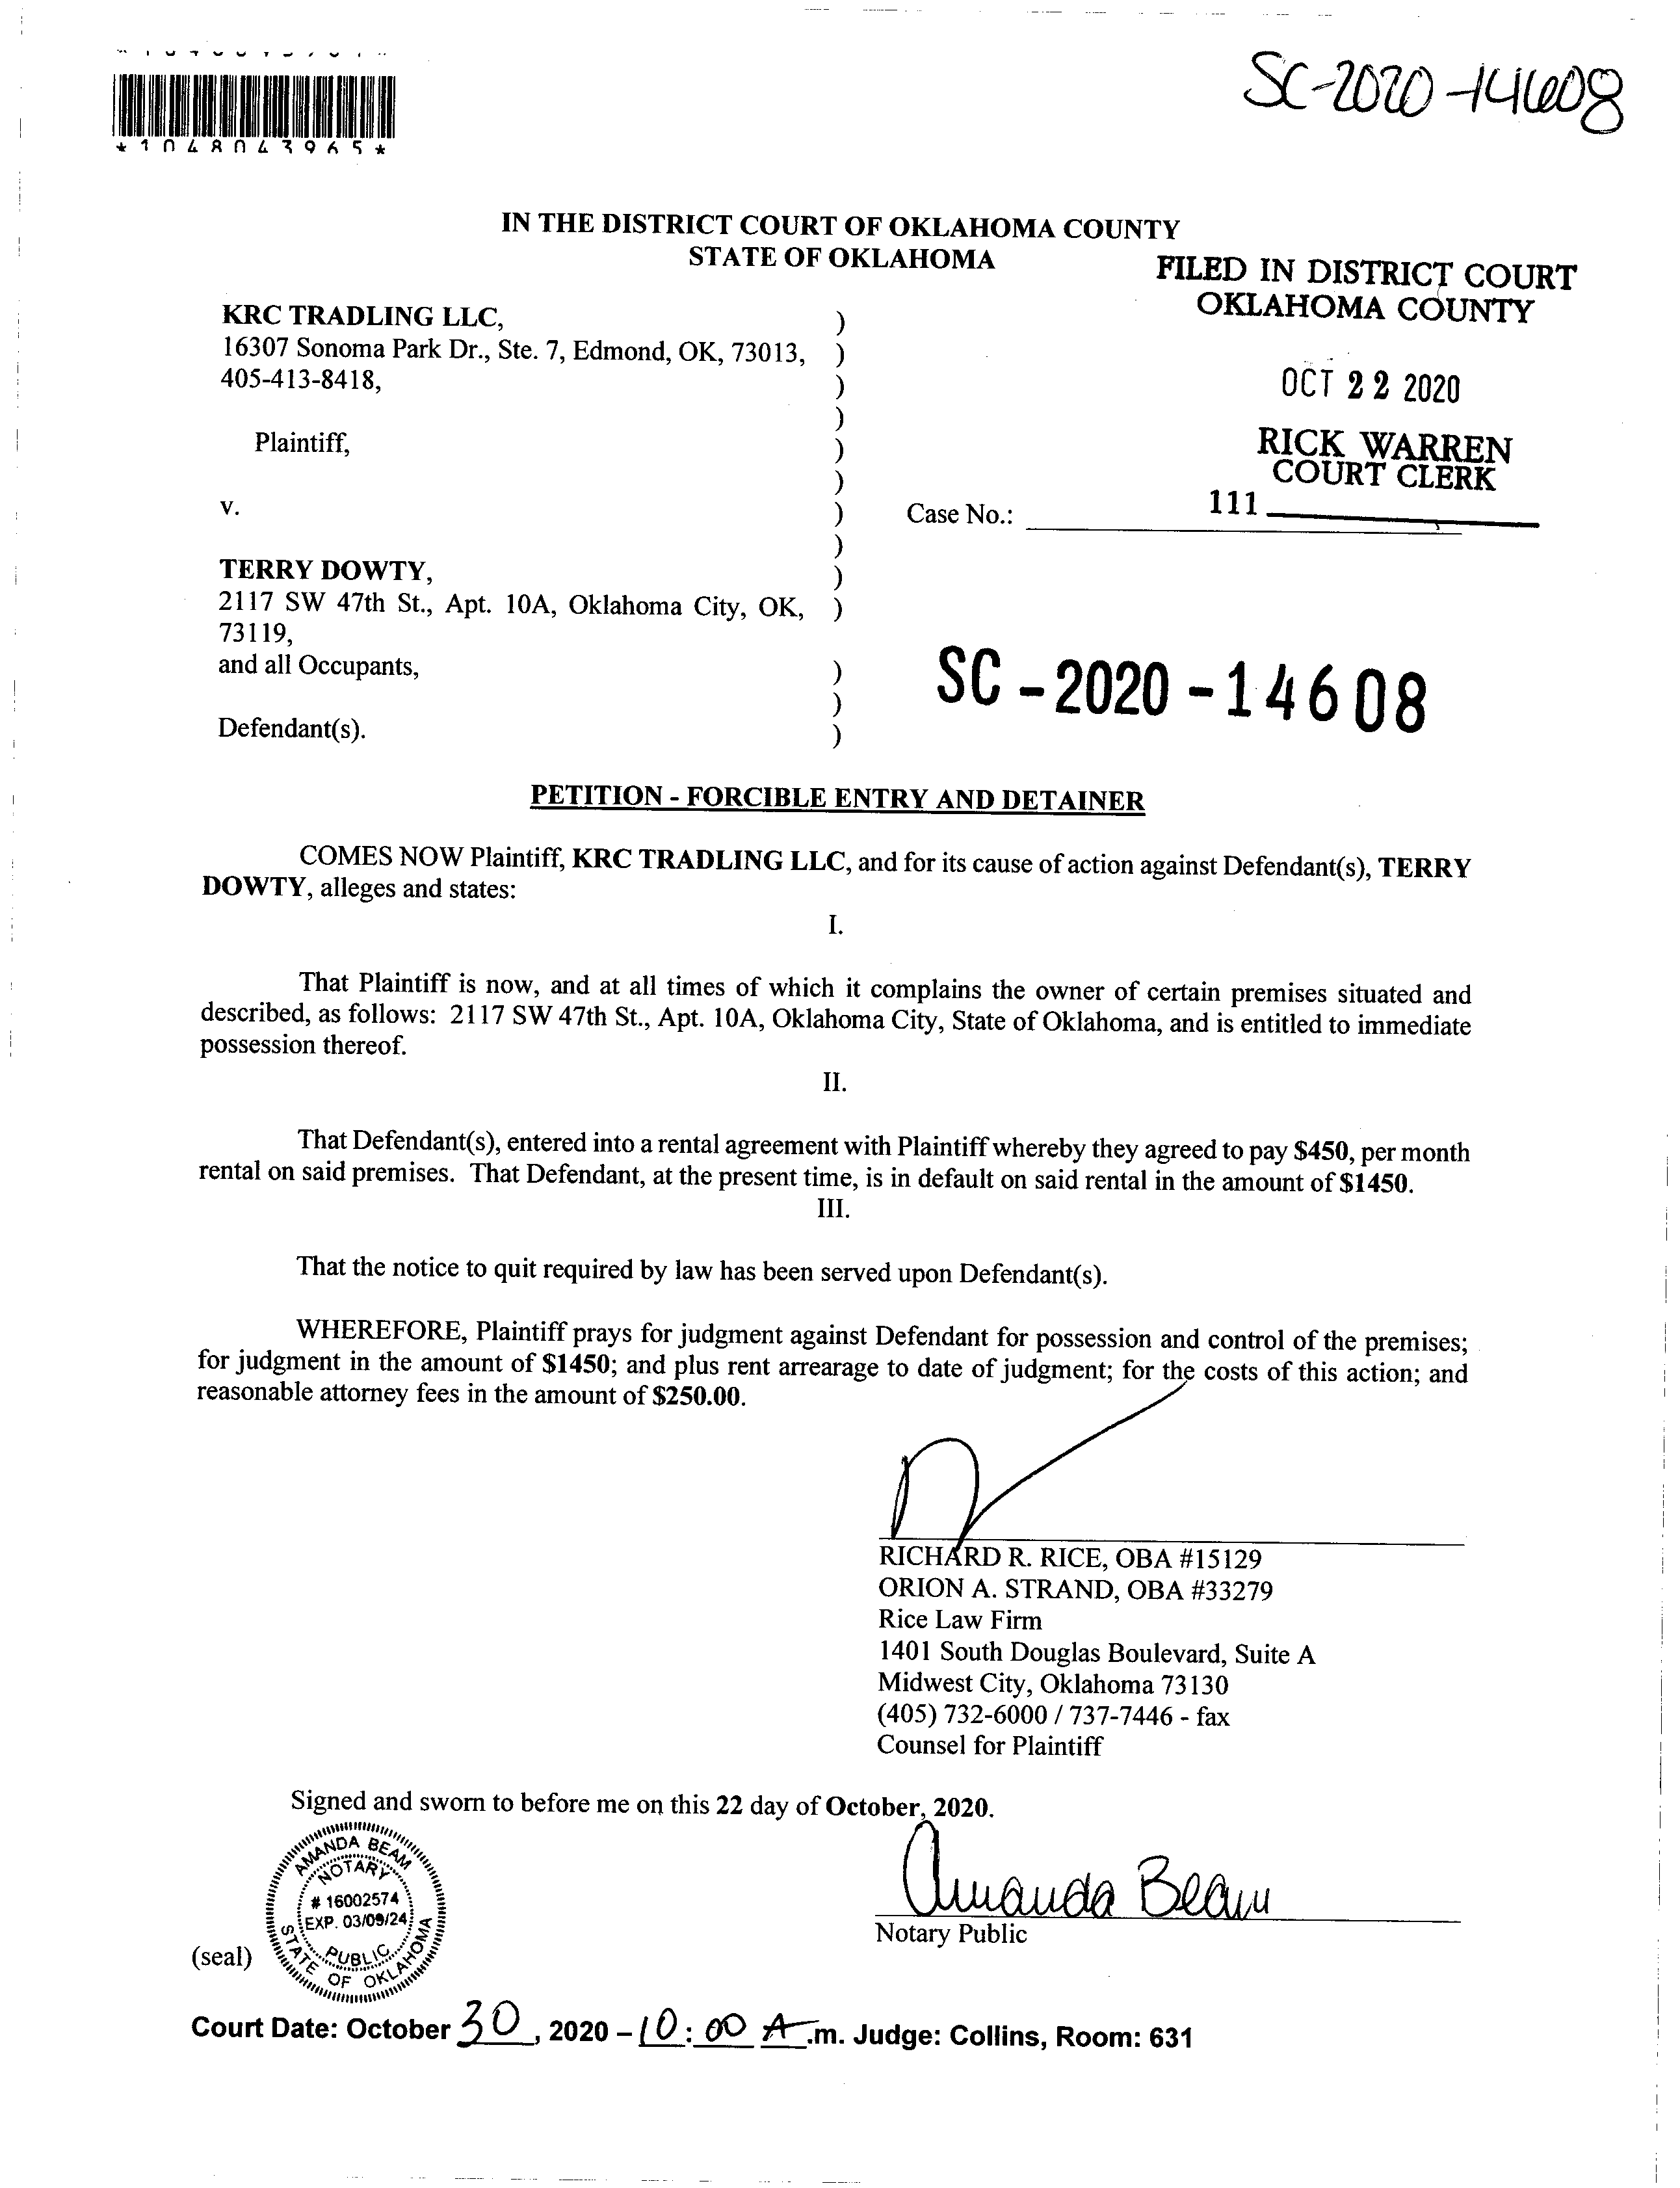 SC-2020-14608
*1048043965*
IN THE DISTRICT COURT OF OKLAHOMA COUNTY
STATE OF OKLAHOMA
FILED IN DISTRICT COURT
OKLAHOMA COUNTY
KRC TRADLING LLC, )
16307 Sonoma Park Dr., Ste. 7, Edmond, OK, 73013, )
405-413-8418, )
OCT 22 2020
)
Plaintiff, )
RICK WARREN
COURT CLERK
)
v. ) Case No.: 111
)
TERRY DOWTY, )
2117 SW 47th St., Apt. 10A, Oklahoma City, OK, )
73119,
and all Occupants, )
SC-2020-14608
)
Defendant(s). )
PETITION - FORCIBLE ENTRY AND DETAINER
COMES NOW Plaintiff, KRC TRADLING LLC, and for its cause of action against Defendant(s), TERRY
DOWTY, alleges and states:
I.
That Plaintiff is now, and at all times of which it complains the owner of certain premises situated and
described, as follows: 2117 SW 47th St., Apt. 10A, Oklahoma City, State of Oklahoma, and is entitled to immediate
possession thereof.
II.
That Defendant(s), entered into a rental agreement with Plaintiff whereby they agreed to pay $450, per month
rental on said premises. That Defendant, at the present time, is in default on said rental in the amount of $1450.
III.
That the notice to quit required by law has been served upon Defendant(s).
WHEREFORE, Plaintiff prays for judgment against Defendant for possession and control of the premises;
for judgment in the amount of $1450; and plus rent arrearage to date of judgment; for the costs of this action; and
reasonable attorney fees in the amount of $250.00.
RICHARD R. RICE, OBA #15129
ORION A. STRAND, OBA #33279
Rice Law Firm
1401 South Douglas Boulevard, Suite A
Midwest City, Oklahoma 73130
(405) 732-6000 / 737-7446 - fax
Counsel for Plaintiff
Signed and sworn to before me on this 22 day of October, 2020.
AMANDA BEAM
NOTARY
# 16002574
EXP. 03/09/24
PUBLIC
STATE OF OKLAHOMA
Amanda Beam
Notary Public
(seal)
Court Date: October 30, 2020 – 10:00 A.m. Judge: Collins, Room: 631